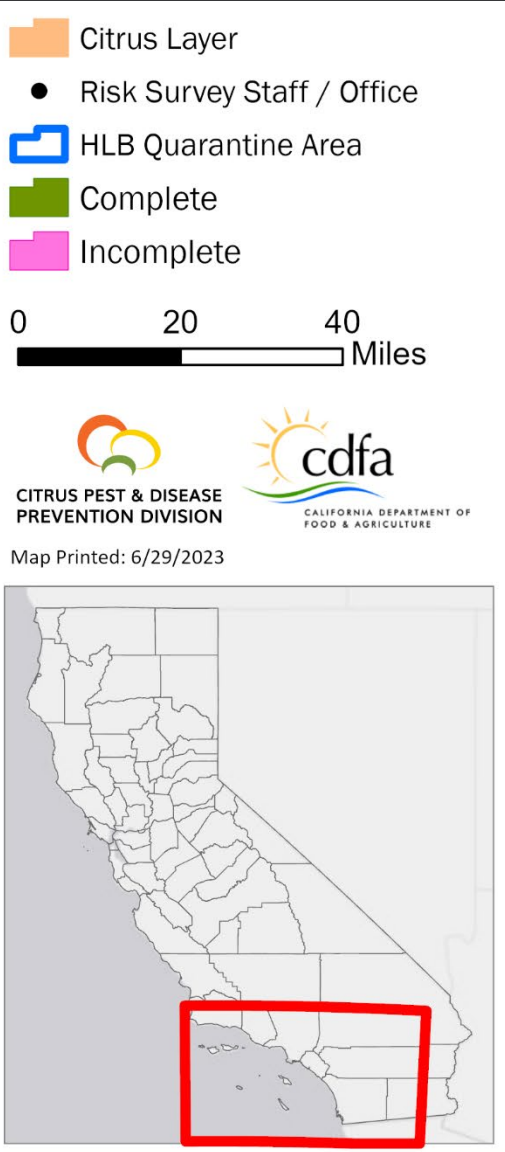 Citrus Layer
Risk Survey Staff / Office
HLB Quarantine Area
Complete
Incomplete
0 20 40
Miles
CITRUS PEST & DISEASE
PREVENTION DIVISION
cdfa
CALIFORNIA DEPARTMENT OF
FOOD & AGRICULTURE
Map Printed: 6/29/2023